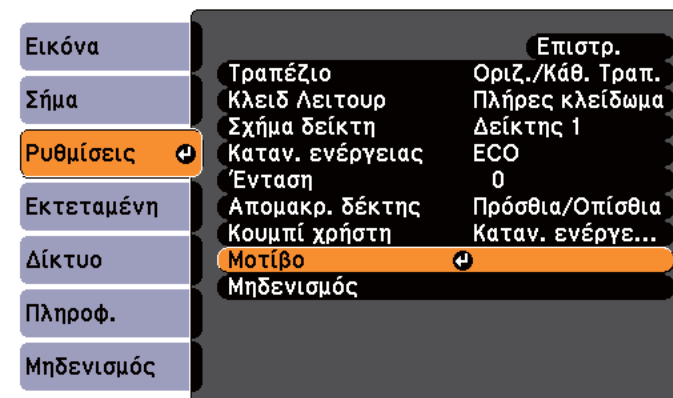 Εικόνα
Σήμα
Ρυθμίσεις
Εκτεταμένη
Δίκτυο
Πληροφ.
Μηδενισμός
Επιστρ.
Τραπέζιο Οριζ./Κάθ. Τραπ.
Κλειδ Λειτουρ Πλήρες κλείδωμα
Σχήμα δείκτη Δείκτης 1
Καταν. ενέργειας ECO
Ένταση 0
Απομακρ. δέκτης Πρόσθια/Οπίσθια
Κουμπί χρήστη Καταν. ενέργε...
Μοτίβο
Μηδενισμός